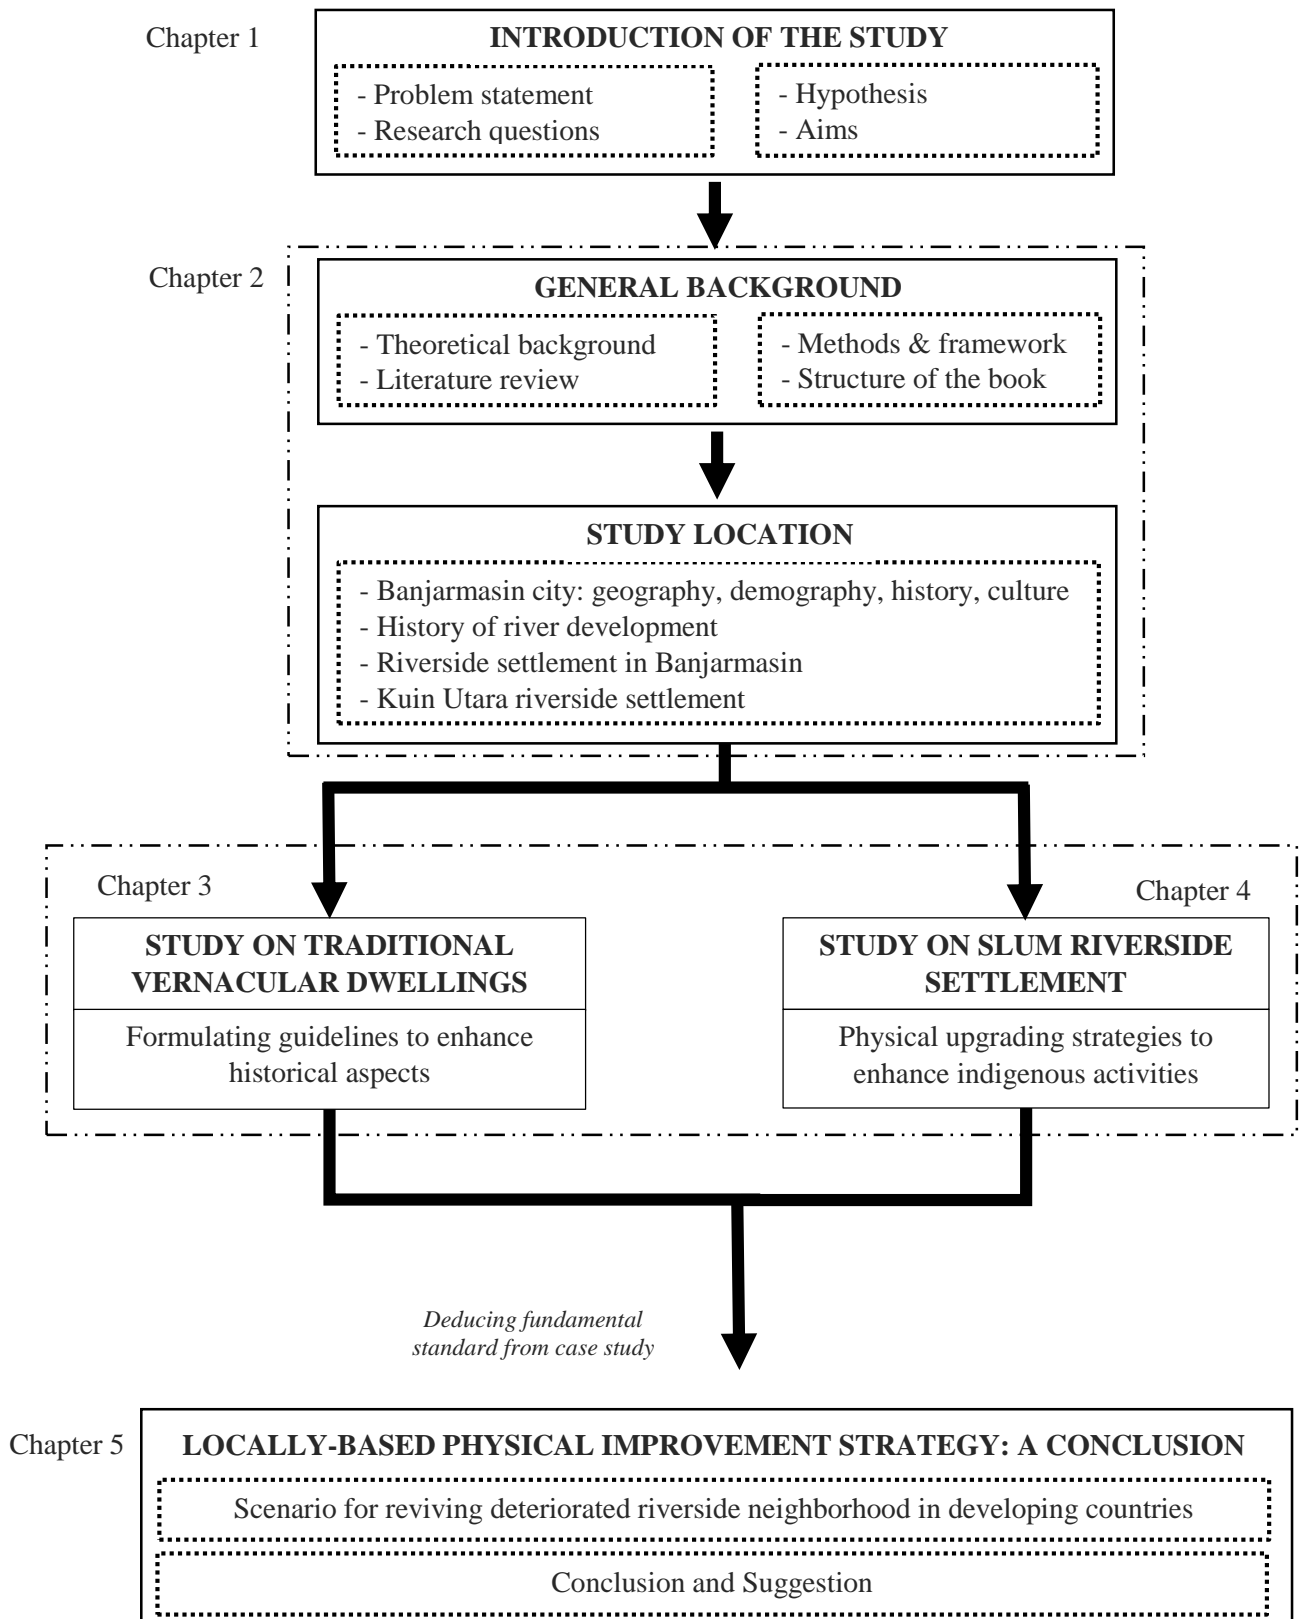 Chapter 1
INTRODUCTION OF THE STUDY
- Problem statement
- Research questions
- Hypothesis
- Aims
Chapter 2
GENERAL BACKGROUND
- Theoretical background
- Literature review
- Methods & framework
- Structure of the book
STUDY LOCATION
- Banjarmasin city: geography, demography, history, culture
- History of river development
- Riverside settlement in Banjarmasin
- Kuin Utara riverside settlement
Chapter 3
STUDY ON TRADITIONAL
VERNACULAR DWELLINGS
Formulating guidelines to enhance
historical aspects
Chapter 4
STUDY ON SLUM RIVERSIDE
SETTLEMENT
Physical upgrading strategies to
enhance indigenous activities
Deducing fundamental
standard from case study
Chapter 5
LOCALLY-BASED PHYSICAL IMPROVEMENT STRATEGY: A CONCLUSION
Scenario for reviving deteriorated riverside neighborhood in developing countries
Conclusion and Suggestion